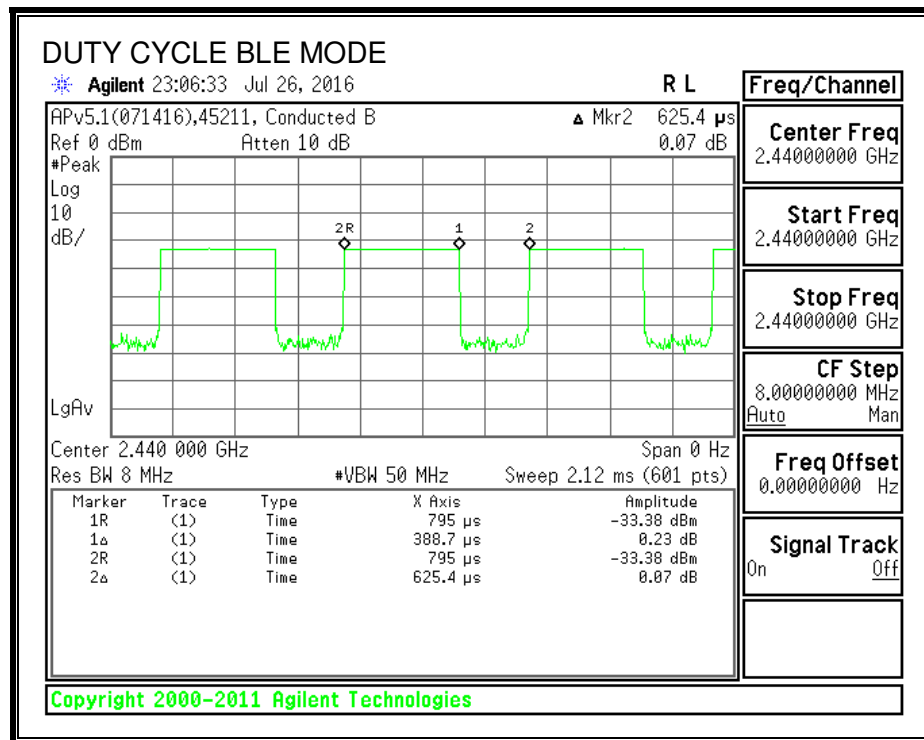 DUTY CYCLE BLE MODE
Agilent 23:06:33 Jul 26, 2016 R L
APv5.1(071416),45211, Conducted B Δ Mkr2 625.4 µs
Ref 0 dBm Atten 10 dB 0.07 dB
#Peak
Log
10
dB/
2R 1 2
LgAv
Center 2.440 000 GHz Span 0 Hz
Res BW 8 MHz #VBW 50 MHz Sweep 2.12 ms (601 pts)
Marker Trace Type X Axis Amplitude
1R (1) Time 795 µs -33.38 dBm
1Δ (1) Time 388.7 µs 0.23 dB
2R (1) Time 795 µs -33.38 dBm
2Δ (1) Time 625.4 µs 0.07 dB
Freq/Channel
Center Freq
2.44000000 GHz
Start Freq
2.44000000 GHz
Stop Freq
2.44000000 GHz
CF Step
8.00000000 MHz
Auto Man
Freq Offset
0.00000000 Hz
Signal Track
On Off
Copyright 2000-2011 Agilent Technologies